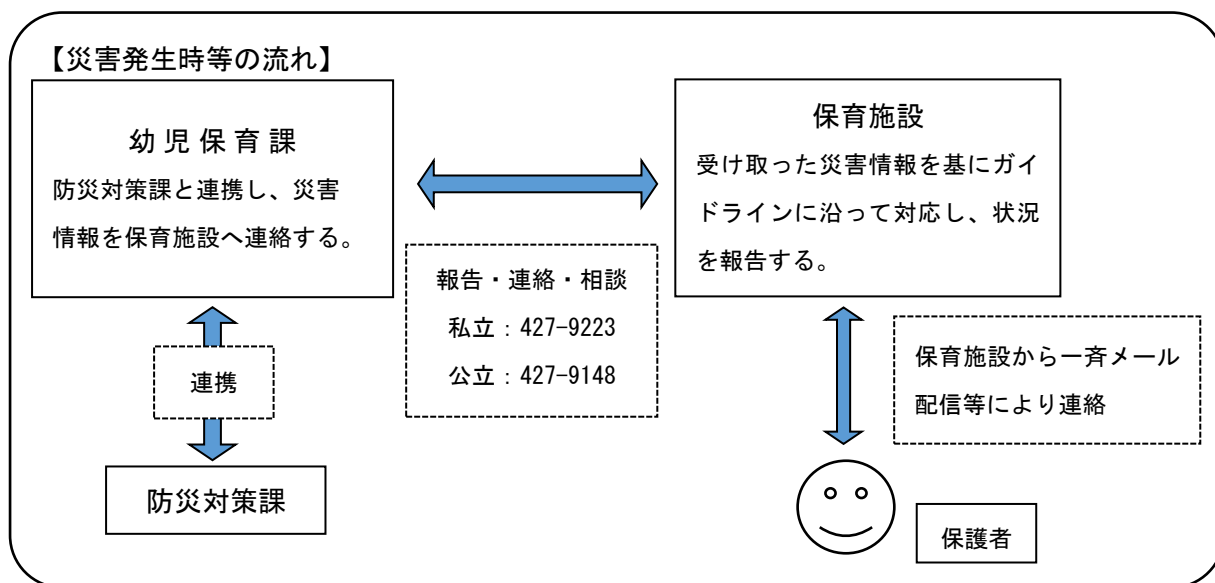 【災害発生時等の流れ】
幼児保育課
防災対策課と連携し、災害
情報を保育施設へ連絡する。
保育施設
受け取った災害情報を基にガイ
ドラインに沿って対応し、状況
を報告する。
報告・連絡・相談
私立：427-9223
公立：427-9148
連携
防災対策課
保育施設から一斉メール
配信等により連絡
保護者